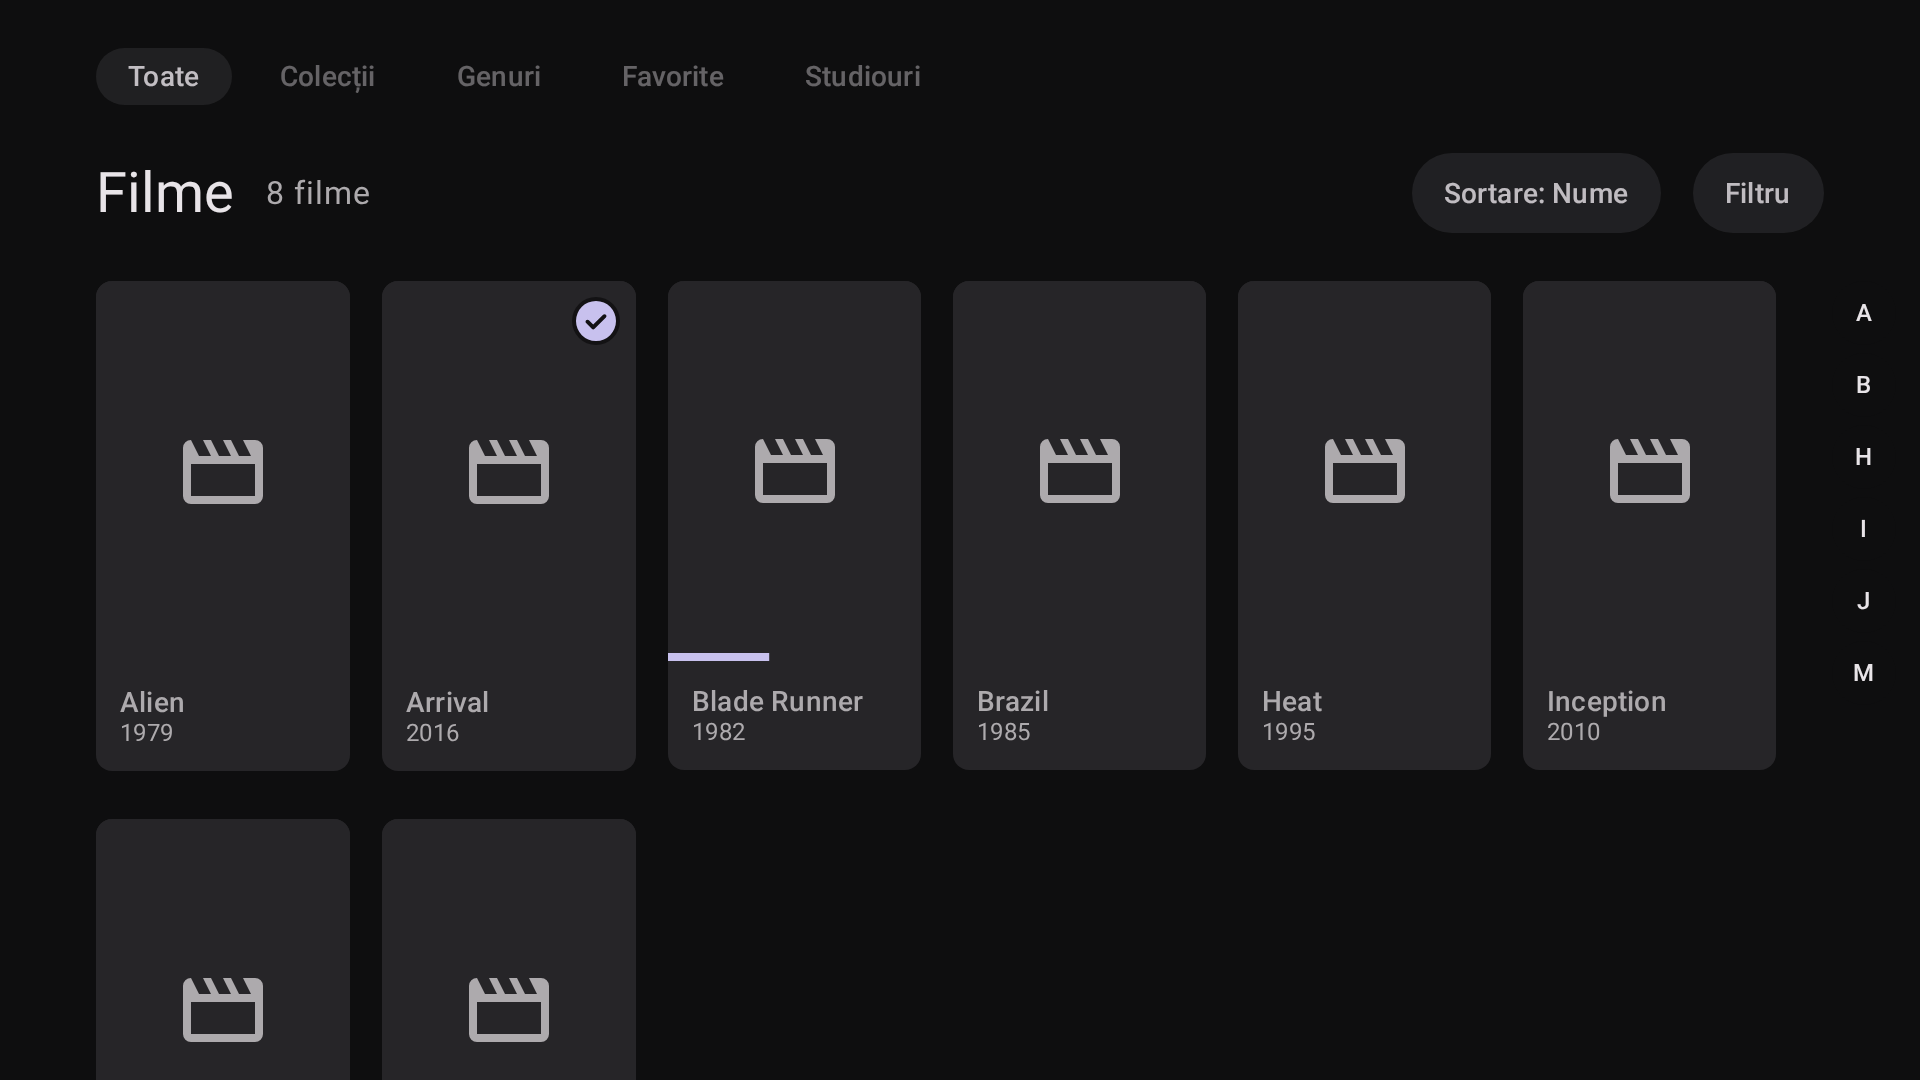 Toate
Colecții
Genuri
Favorite
Studiouri
Filme
8 filme
Sortare: Nume
Filtru
Alien
1979
Arrival
2016
Blade Runner
1982
Brazil
1985
Heat
1995
Inception
2010
A
B
H
I
J
M